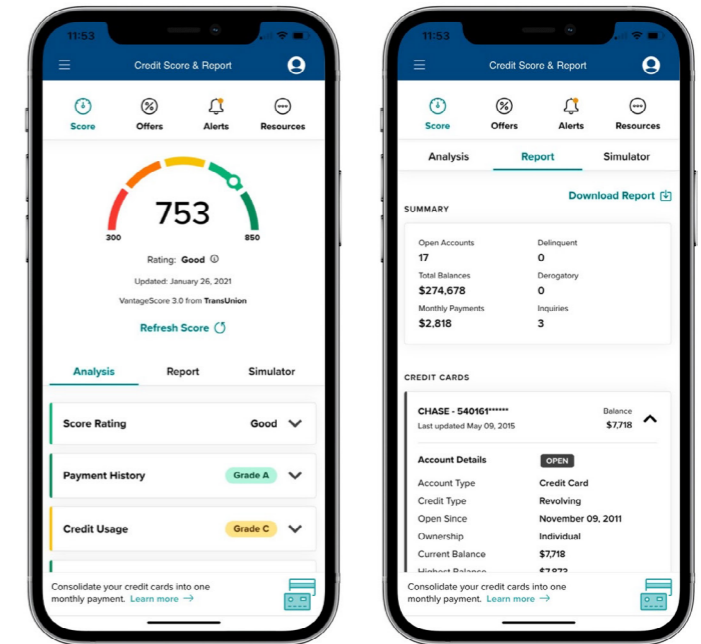 11:53
Credit Score & Report
Score Offers Alerts Resources
753
300 850
Rating: Good
Updated: January 26, 2021
VantageScore 3.0 from TransUnion
Refresh Score
Analysis Report Simulator
Score Rating Good
Payment History Grade A
Credit Usage Grade C
Consolidate your credit cards into one
monthly payment. Learn more →
11:53
Credit Score & Report
Score Offers Alerts Resources
Analysis Report Simulator
Download Report
SUMMARY
Open Accounts Delinquent
17 0
Total Balances Derogatory
$274,678 0
Monthly Payments Inquiries
$2,818 3
CREDIT CARDS
CHASE - 540161****** Balance
Last updated May 09, 2015 $7,718
Account Details OPEN
Account Type Credit Card
Credit Type Revolving
Open Since November 09, 2011
Ownership Individual
Current Balance $7,718
Highest Balance $7,873
Consolidate your credit cards into one
monthly payment. Learn more →